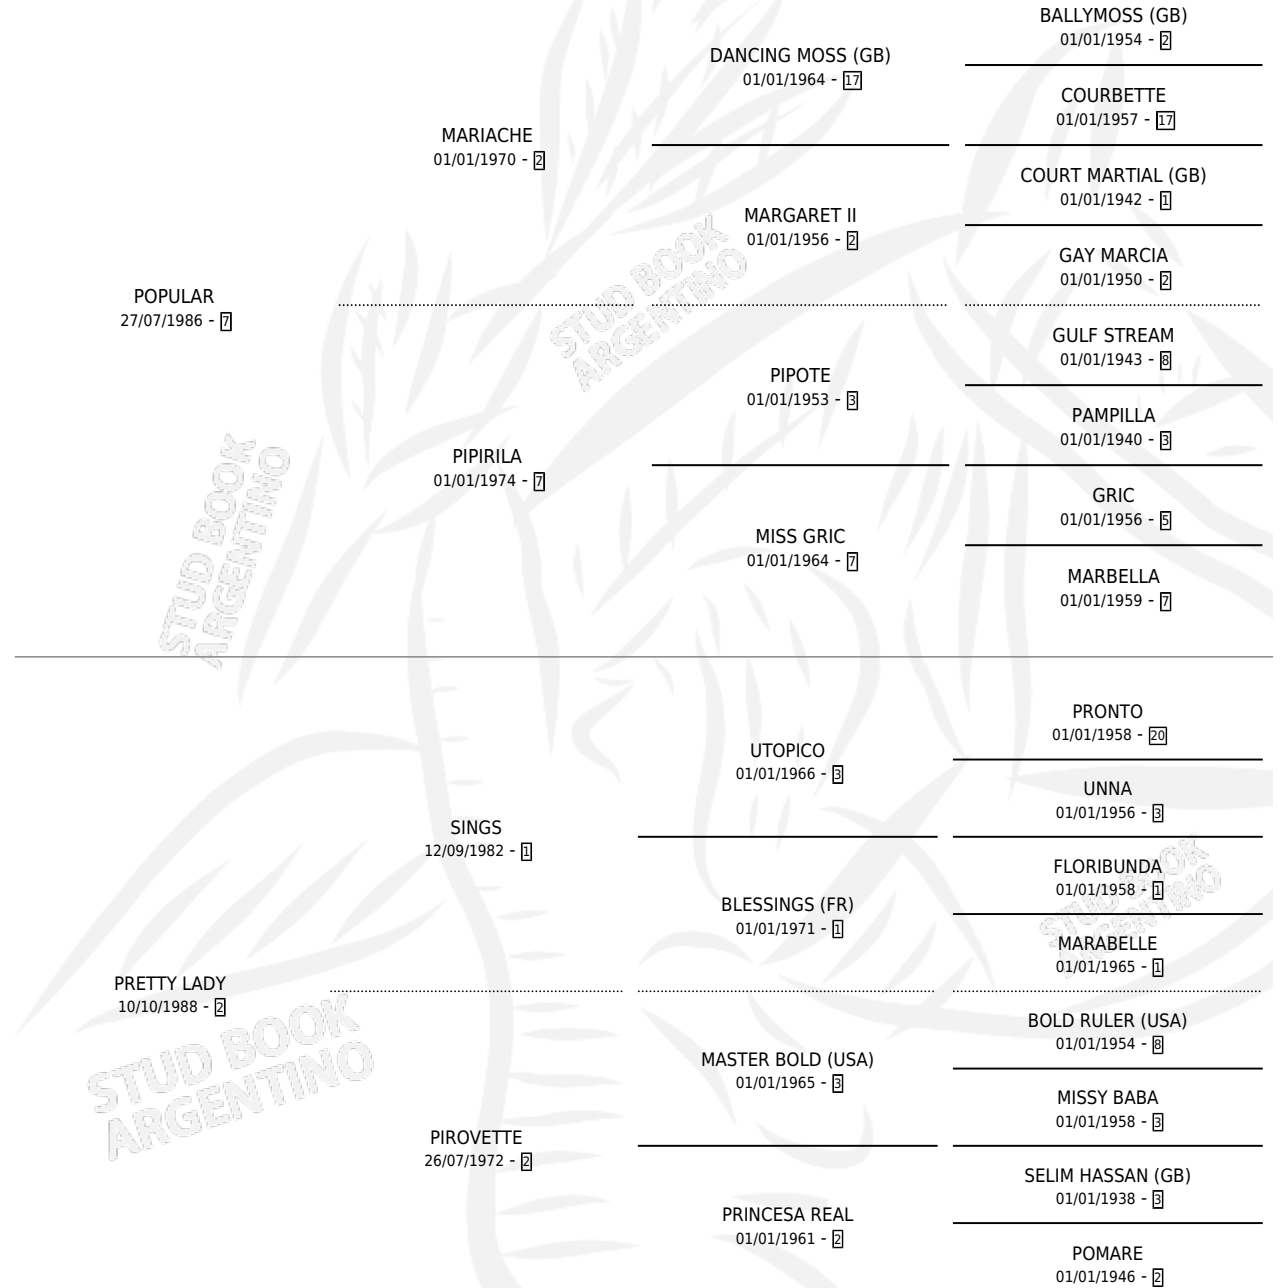 BALLYMOSS (GB)
01/01/1954 - 2
DANCING MOSS (GB)
01/01/1964 - 17
COURBETTE
01/01/1957 - 17
MARIACHE
01/01/1970 - 2
COURT MARTIAL (GB)
01/01/1942 - 1
MARGARET II
01/01/1956 - 2
GAY MARCIA
01/01/1950 - 2
POPULAR
27/07/1986 - 7
GULF STREAM
01/01/1943 - 8
PIPOTE
01/01/1953 - 3
PAMPILLA
01/01/1940 - 3
PIPIRILA
01/01/1974 - 7
GRIC
01/01/1956 - 5
MISS GRIC
01/01/1964 - 7
MARBELLA
01/01/1959 - 7
STUD BOOK
ARGENTINO
STUD BOOK
ARGENTINO
PRONTO
01/01/1958 - 20
UTOPICO
01/01/1966 - 3
UNNA
01/01/1956 - 3
SINGS
12/09/1982 - 1
FLORIBUNDA
01/01/1958 - 1
BLESSINGS (FR)
01/01/1971 - 1
MARABELLE
01/01/1965 - 1
PRETTY LADY
10/10/1988 - 2
BOLD RULER (USA)
01/01/1954 - 8
MASTER BOLD (USA)
01/01/1965 - 3
MISSY BABA
01/01/1958 - 3
PIROVETTE
26/07/1972 - 2
SELIM HASSAN (GB)
01/01/1938 - 3
PRINCESA REAL
01/01/1961 - 2
POMARE
01/01/1946 - 2
STUD BOOK
ARGENTINO
STUD BOOK
ARGENTINO